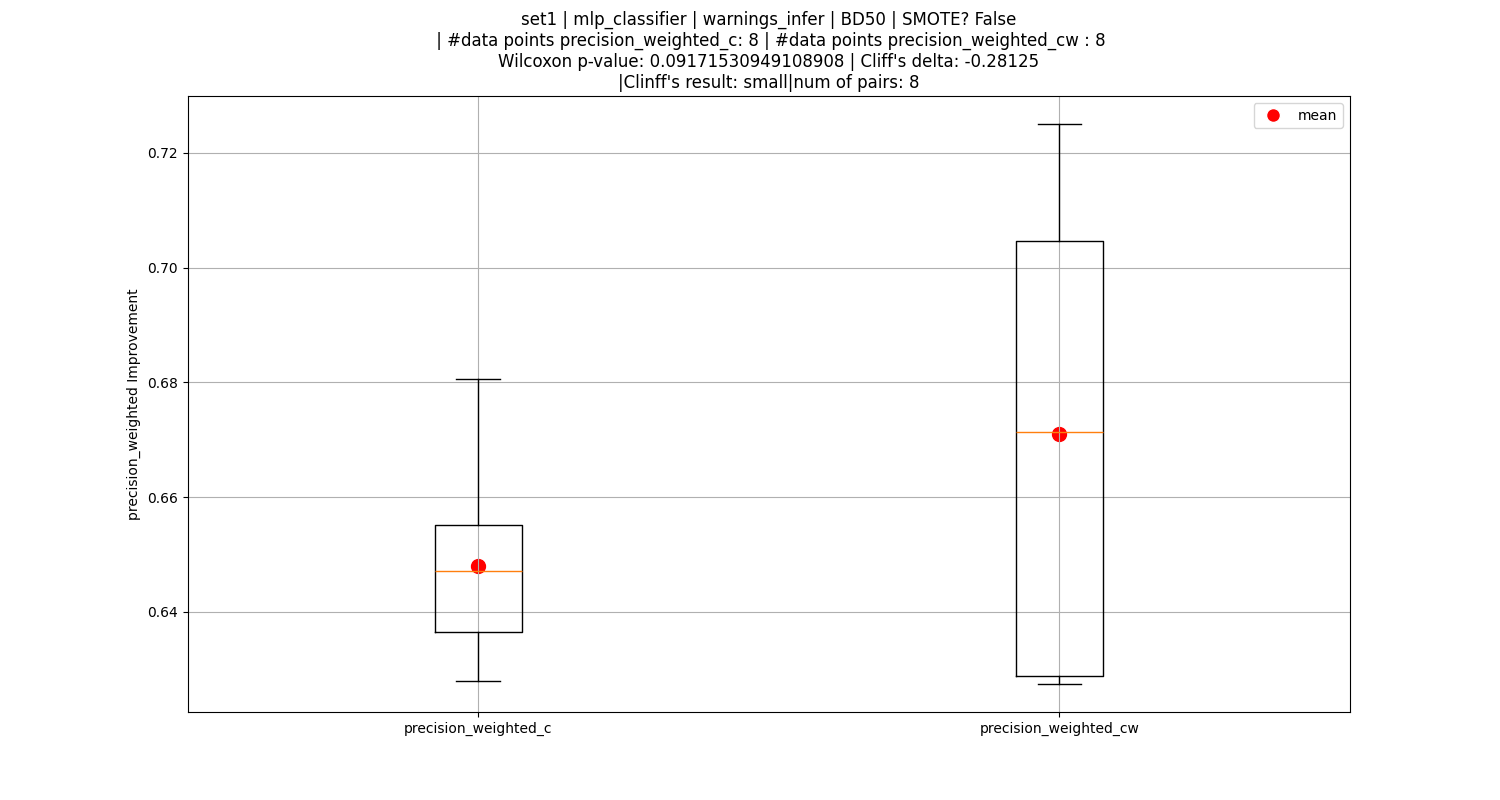 set1 | mlp_classifier | warnings_infer | BD50 | SMOTE? False
| #data points precision_weighted_c: 8 | #data points precision_weighted_cw : 8
Wilcoxon p-value: 0.09171530949108908 | Cliff's delta: -0.28125
|Clinff's result: small|num of pairs: 8
mean
0.72
0.70
0.68
0.66
0.64
precision_weighted Improvement
precision_weighted_c
precision_weighted_cw